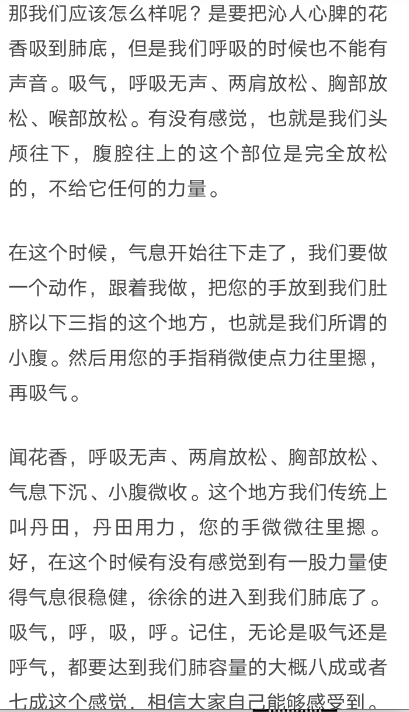 那我们应该怎么样呢？是要把沁人心脾的花
香吸到肺底，但是我们呼吸的时候也不能有
声音。吸气，呼吸无声、两肩放松、胸部放
松、喉部放松。有没有感觉，也就是我们头
颅往下，腹腔往上的这个部位是完全放松
的，不给它任何的力量。
在这个时候，气息开始往下走了，我们要做
一个动作，跟着我做，把您的手放到我们肚
脐以下三指的这个地方，也就是我们所谓的
小腹。然后用您的手指稍微使点力往里摁，
再吸气。
闻花香，呼吸无声、两肩放松、胸部放松、
气息下沉、小腹微收。这个地方我们传统上
叫丹田，丹田用力，您的手微微往里摁。
好，在这个时候有没有感觉到有一股力量使
得气息很稳健，徐徐的进入到我们肺底了。
吸气，呼，吸，呼。记住，无论是吸气还是
呼气，都要达到我们肺容量的大概八成或者
七成这个感觉，相信大家自己能够感受到。